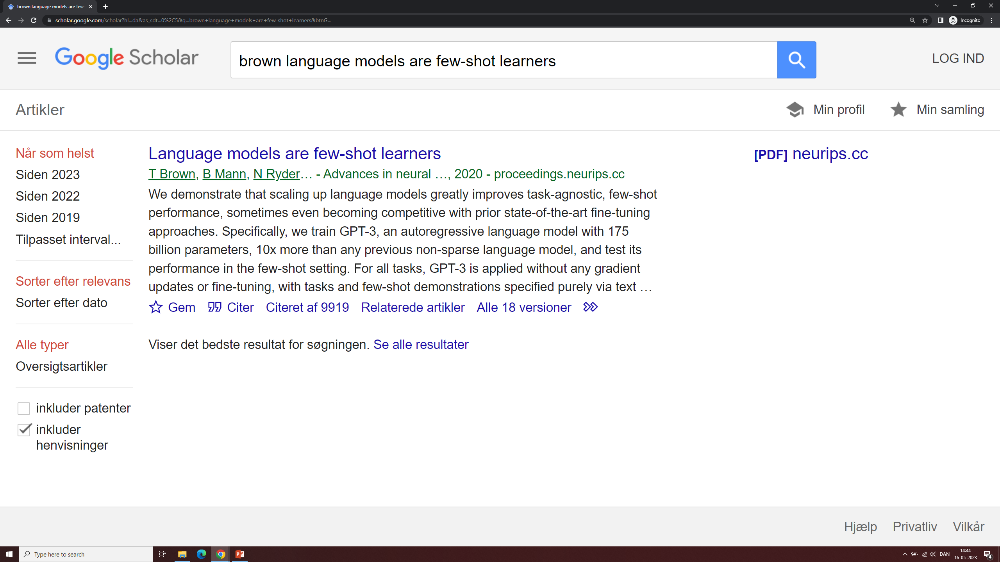 brown language models are few-
scholar.google.com/scholar?hl=da&as_sdt=0%2C5&q=brown+language+models+are+few-shot+learners&btnG=
Incognito
Google Scholar
brown language models are few-shot learners
LOG IND
Artikler
Min profil
Min samling
Når som helst
Siden 2023
Siden 2022
Siden 2019
Tilpasset interval...
Sorter efter relevans
Sorter efter dato
Alle typer
Oversigtsartikler
inkluder patenter
inkluder
henvisninger
Language models are few-shot learners
T Brown, B Mann, N Ryder… - Advances in neural …, 2020 - proceedings.neurips.cc
We demonstrate that scaling up language models greatly improves task-agnostic, few-shot
performance, sometimes even becoming competitive with prior state-of-the-art fine-tuning
approaches. Specifically, we train GPT-3, an autoregressive language model with 175
billion parameters, 10x more than any previous non-sparse language model, and test its
performance in the few-shot setting. For all tasks, GPT-3 is applied without any gradient
updates or fine-tuning, with tasks and few-shot demonstrations specified purely via text …
Gem Citer Citeret af 9919 Relaterede artikler Alle 18 versioner
[PDF] neurips.cc
Viser det bedste resultat for søgningen. Se alle resultater
Hjælp Privatliv Vilkår
Type here to search
DAN
14:44
16-05-2023
4